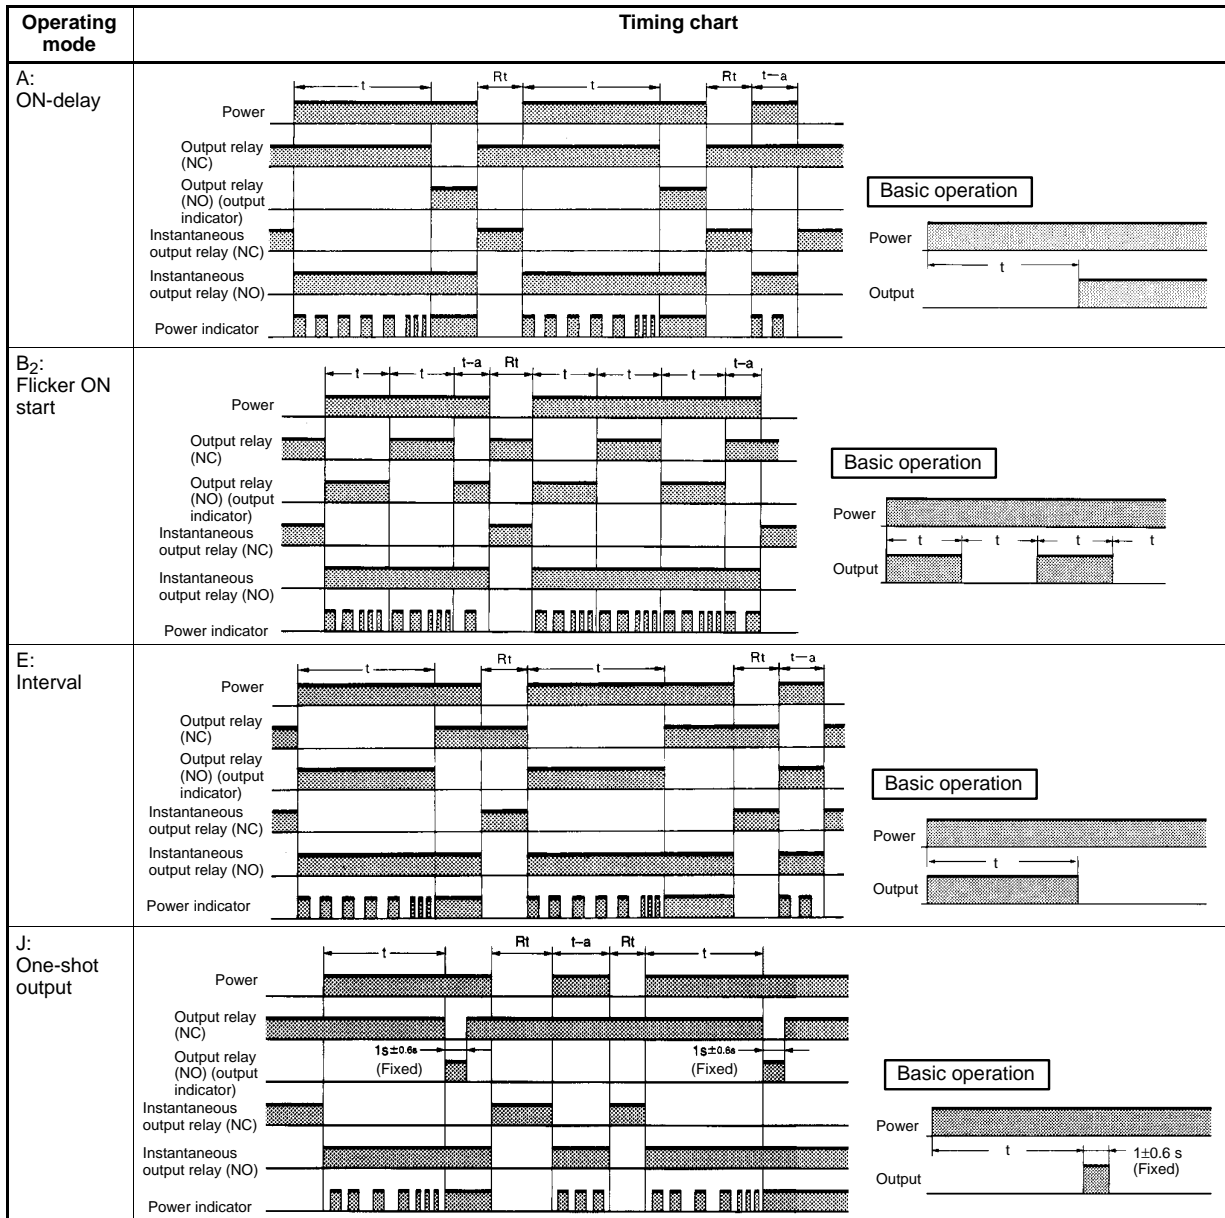 Operating
mode
Timing chart
A:
ON-delay
t
Rt
t
Rt
t–a
Power
Output relay
(NC)
Output relay
(NO) (output
indicator)
Instantaneous
output relay (NC)
Instantaneous
output relay (NO)
Power indicator
Basic operation
Power
t
Output
B2:
Flicker ON
start
t
t
t–a
Rt
t
t
t
t–a
Power
Output relay
(NC)
Output relay
(NO) (output
indicator)
Instantaneous
output relay (NC)
Instantaneous
output relay (NO)
Power indicator
Basic operation
Power
t
t
t
t
Output
E:
Interval
t
Rt
t
Rt
t–a
Power
Output relay
(NC)
Output relay
(NO) (output
indicator)
Instantaneous
output relay (NC)
Instantaneous
output relay (NO)
Power indicator
Basic operation
Power
t
Output
J:
One-shot
output
t
Rt
t–a
Rt
t
Power
Output relay
(NC)
1s±0.6s
(Fixed)
1s±0.6s
(Fixed)
Output relay
(NO) (output
indicator)
Instantaneous
output relay (NC)
Instantaneous
output relay (NO)
Power indicator
Basic operation
Power
t
1±0.6 s
(Fixed)
Output